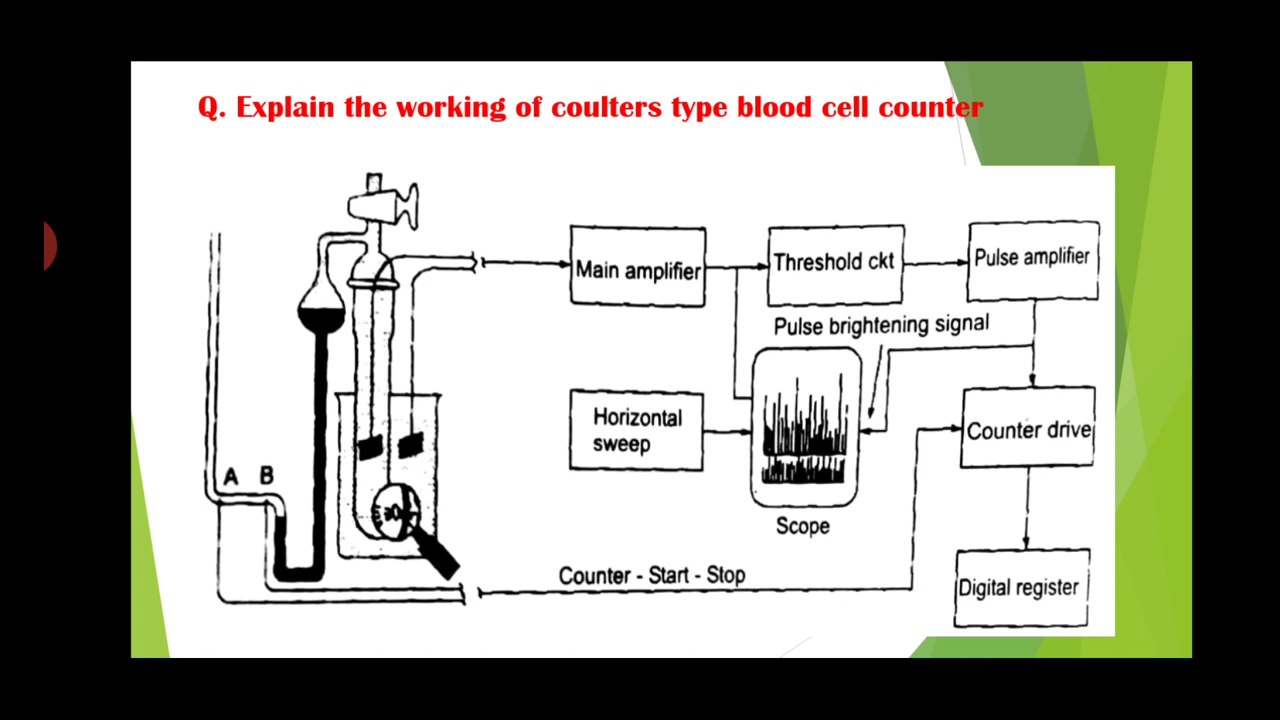 Q. Explain the working of coulters type blood cell counter
Main amplifier
Threshold ckt
Pulse amplifier
Pulse brightening signal
Horizontal
sweep
Counter drive
A B
Scope
Counter - Start - Stop
Digital register